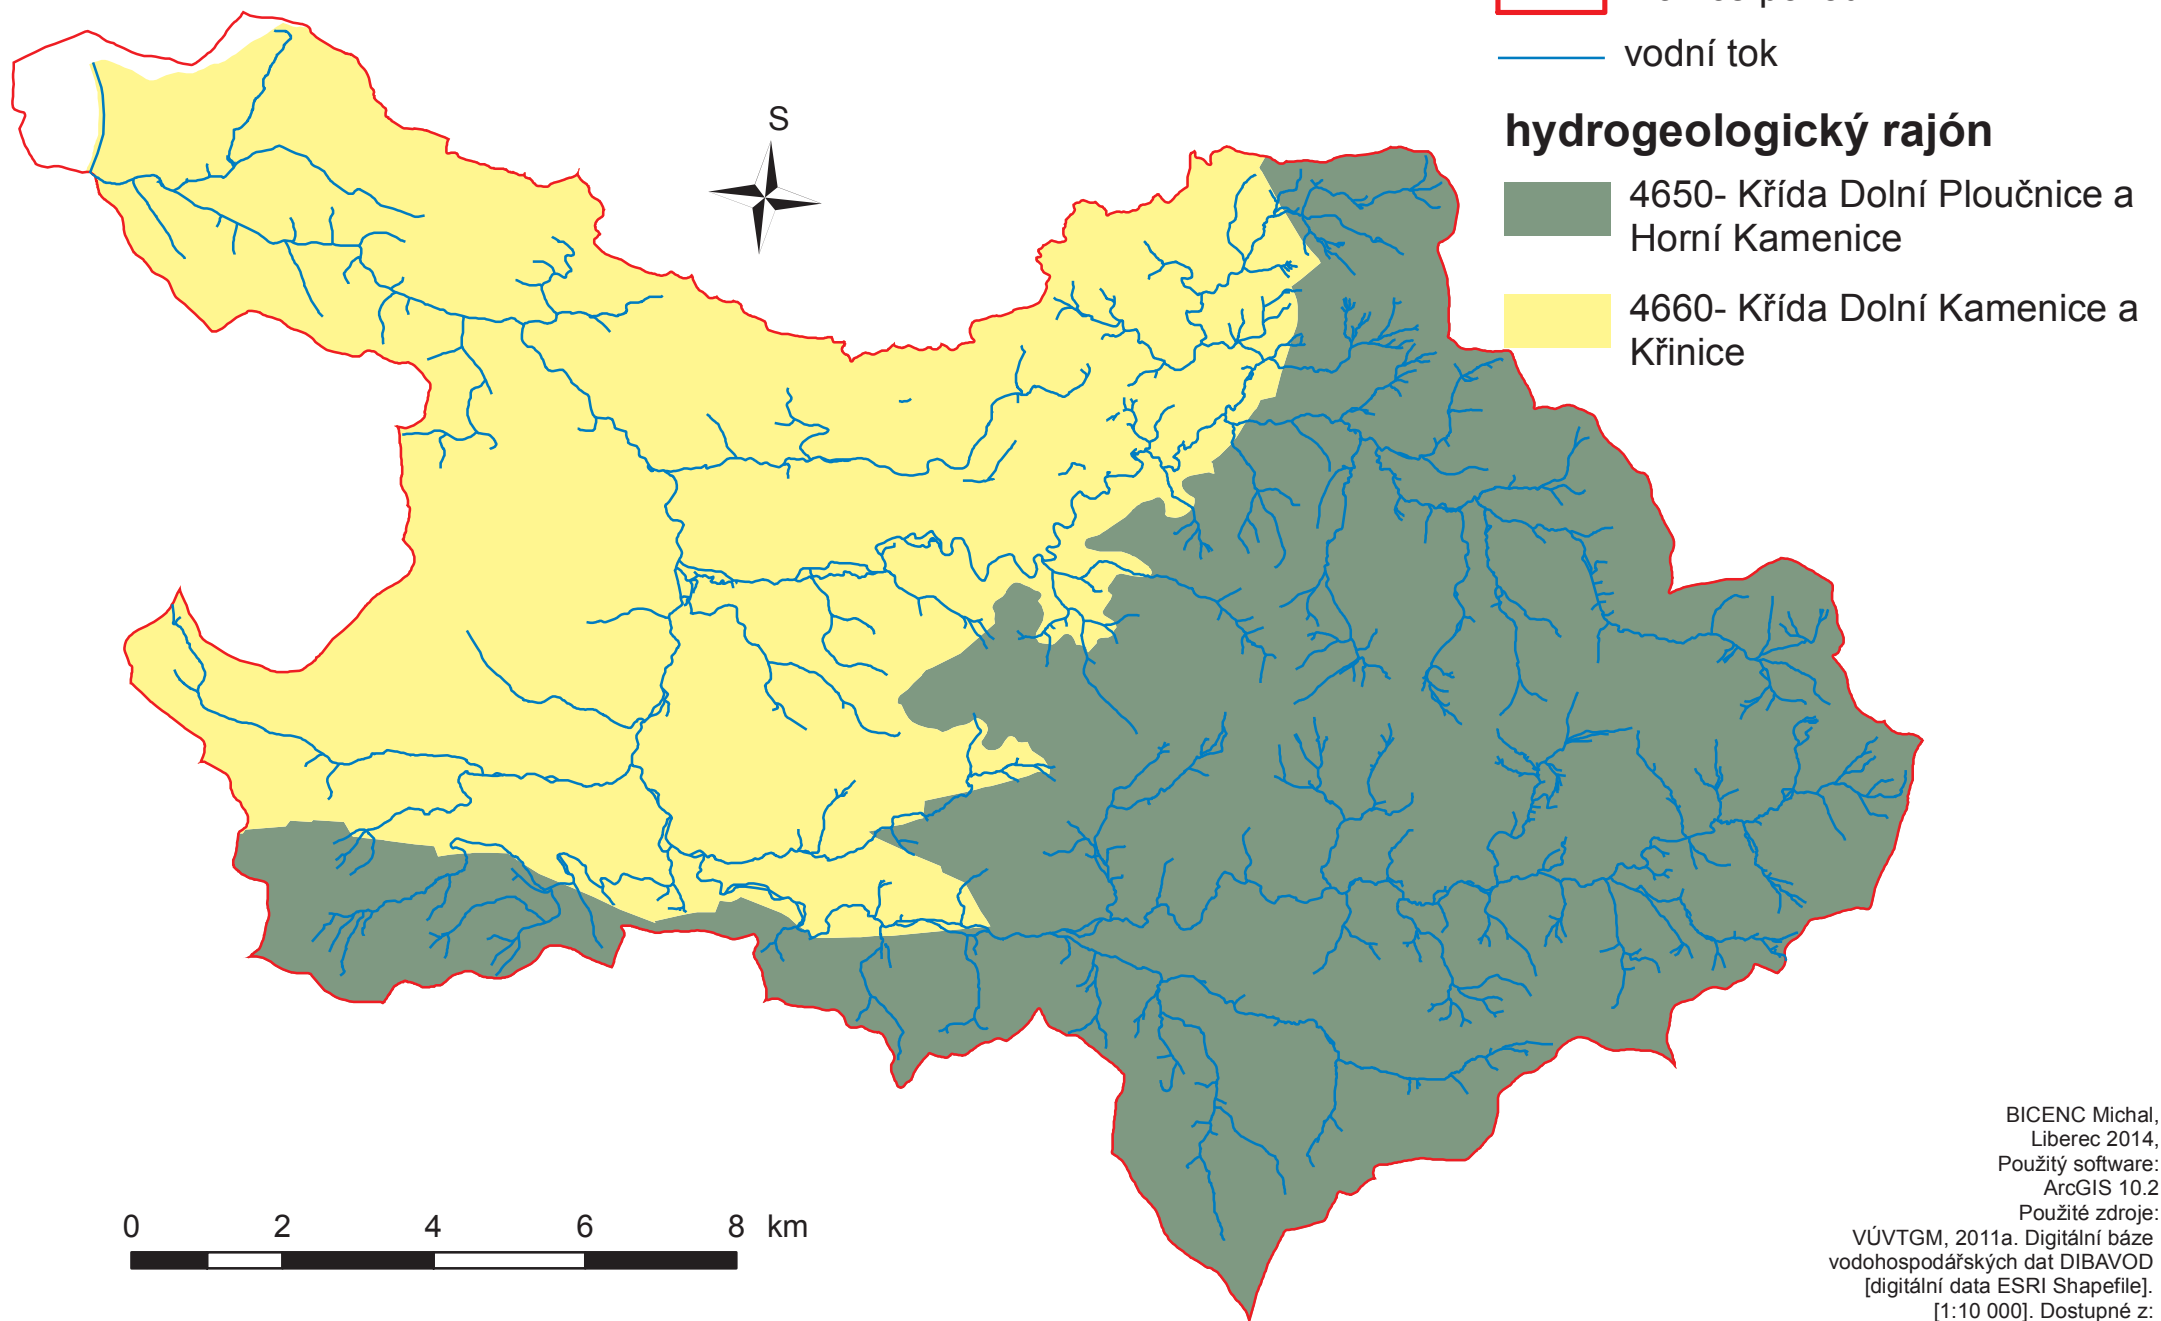 vodní tok
hydrogeologický rajón
4650- Křída Dolní Ploučnice a
Horní Kamenice
4660- Křída Dolní Kamenice a
Křinice
S
0 2 4 6 8 km
BICENC Michal,
Liberec 2014,
Použitý software:
ArcGIS 10.2
Použité zdroje:
VÚVTGM, 2011a. Digitální báze
vodohospodářských dat DIBAVOD
[digitální data ESRI Shapefile].
[1:10 000]. Dostupné z: